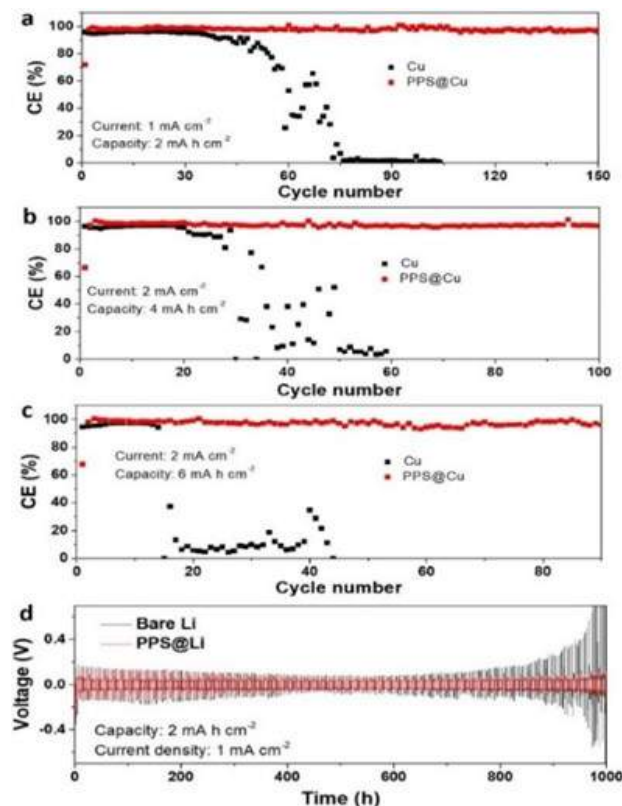 a
CE (%)
100
80
60
40
20
0
Cu
PPS@Cu
Current: 1 mA cm⁻²
Capacity: 2 mA h cm⁻²
0 30 60 90 120 150
Cycle number
b
CE (%)
100
80
60
40
20
0
Cu
PPS@Cu
Current: 2 mA cm⁻²
Capacity: 4 mA h cm⁻²
0 20 40 60 80 100
Cycle number
c
CE (%)
100
80
60
40
20
0
Current: 2 mA cm⁻²
Capacity: 6 mA h cm⁻²
Cu
PPS@Cu
0 20 40 60 80
Cycle number
d
Voltage (V)
0.4
0.0
-0.4
Bare Li
PPS@Li
Capacity: 2 mA h cm⁻²
Current density: 1 mA cm⁻²
0 200 400 600 800 1000
Time (h)